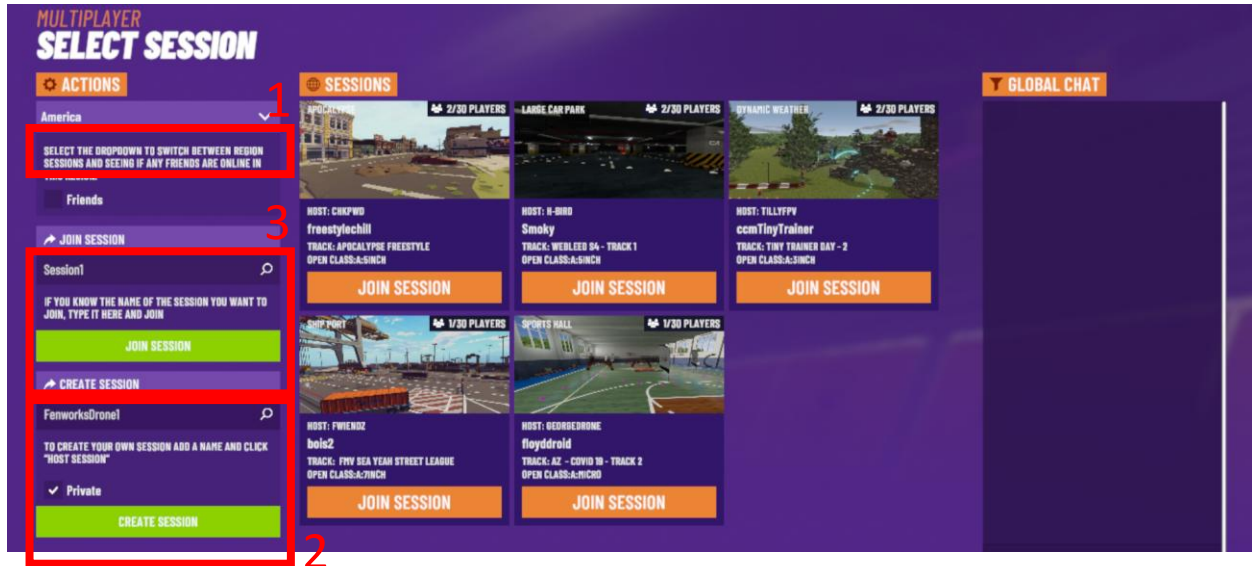 MULTIPLAYER
SELECT SESSION
ACTIONS
America
1
SELECT THE DROPDOWN TO SWITCH BETWEEN REGION
SESSIONS AND SEEING IF ANY FRIENDS ARE ONLINE IN
Friends
3
JOIN SESSION
Session1
IF YOU KNOW THE NAME OF THE SESSION YOU WANT TO
JOIN, TYPE IT HERE AND JOIN
JOIN SESSION
CREATE SESSION
FenworksDrone1
TO CREATE YOUR OWN SESSION ADD A NAME AND CLICK
"HOST SESSION"
Private
CREATE SESSION
2
SESSIONS
APOCALYPSE
2/30 PLAYERS
HOST: CHKPWD
freestylechill
TRACK: APOCALYPSE FREESTYLE
OPEN CLASS:A:5INCH
JOIN SESSION
LARGE CAR PARK
2/30 PLAYERS
HOST: H-BIRD
Smoky
TRACK: WEBLEED S4 - TRACK 1
OPEN CLASS:A:5INCH
JOIN SESSION
DYNAMIC WEATHER
2/30 PLAYERS
HOST: TILLYFPV
ccmTinyTrainer
TRACK: TINY TRAINER DAY - 2
OPEN CLASS:A:3INCH
JOIN SESSION
SHIP PORT
1/30 PLAYERS
HOST: FWIENDZ
bois2
TRACK: FMV SEA YEAH STREET LEAGUE
OPEN CLASS:A:7INCH
JOIN SESSION
SPORTS HALL
1/30 PLAYERS
HOST: GEORGEDRONE
floyddroid
TRACK: AZ - COVID 19 - TRACK 2
OPEN CLASS:A:MICRO
JOIN SESSION
GLOBAL CHAT